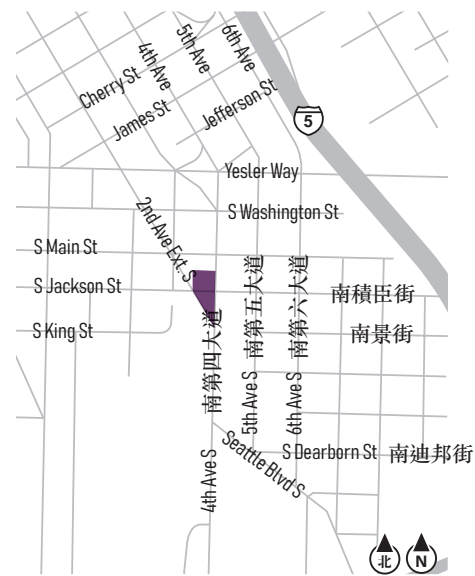 6th Ave
5th Ave
4th Ave
Cherry St
James St
Jefferson St
5
Yesler Way
2nd Ave Ext. S
S Washington St
S Main St
S Jackson St
南積臣街
S King St
南景街
南第四大道
南第五大道
南第六大道
5th Ave S
6th Ave S
4th Ave S
Seattle Blvd S
S Dearborn St 南迪邦街
北
N